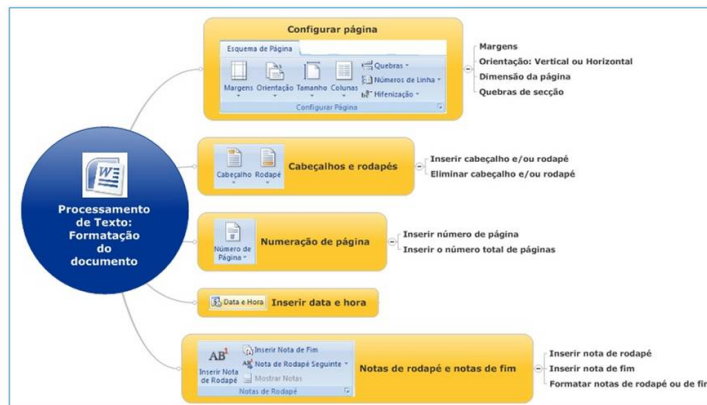 Configurar página
Esquema de Página
Margens Orientação Tamanho Colunas
Quebras
Números de Linha
Hifenização
Configurar Página
Margens
Orientação: Vertical ou Horizontal
Dimensão da página
Quebras de secção
W
Processamento
de Texto:
Formatação
do
documento
Cabeçalho Rodapé
Cabeçalhos e rodapés
Inserir cabeçalho e/ou rodapé
Eliminar cabeçalho e/ou rodapé
#
Número de
Página
Numeração de página
Inserir número de página
Inserir o número total de páginas
Data e Hora
Inserir data e hora
AB1
Inserir Nota
de Rodapé
Inserir Nota de Fim
Nota de Rodapé Seguinte
Mostrar Notas
Notas de Rodapé
Notas de rodapé e notas de fim
Inserir nota de rodapé
Inserir nota de fim
Formatar notas de rodapé ou de fi